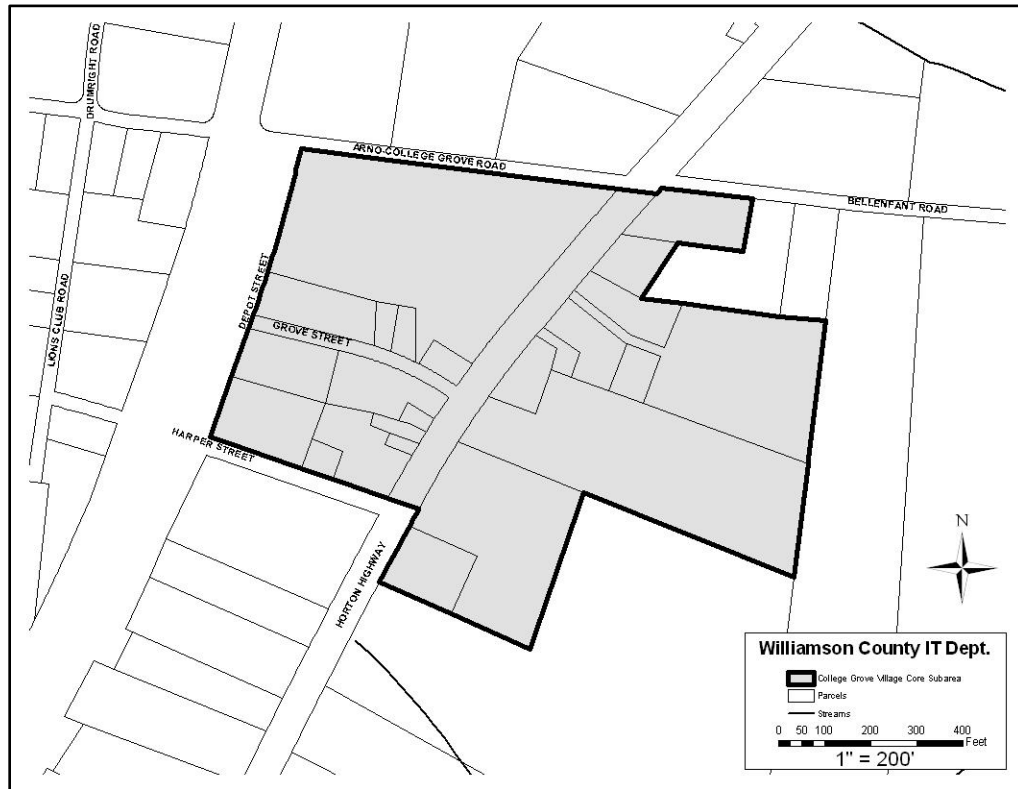 DRUMRIGHT ROAD
ARNO-COLLEGE GROVE ROAD
BELLENFANT ROAD
DEPOT STREET
LIONS CLUB ROAD
GROVE STREET
HARPER STREET
HORTON HIGHWAY
N
Williamson County IT Dept.
College Grove Village Core Subarea
Parcels
Streams
0 50 100 200 300 400
Feet
1" = 200'